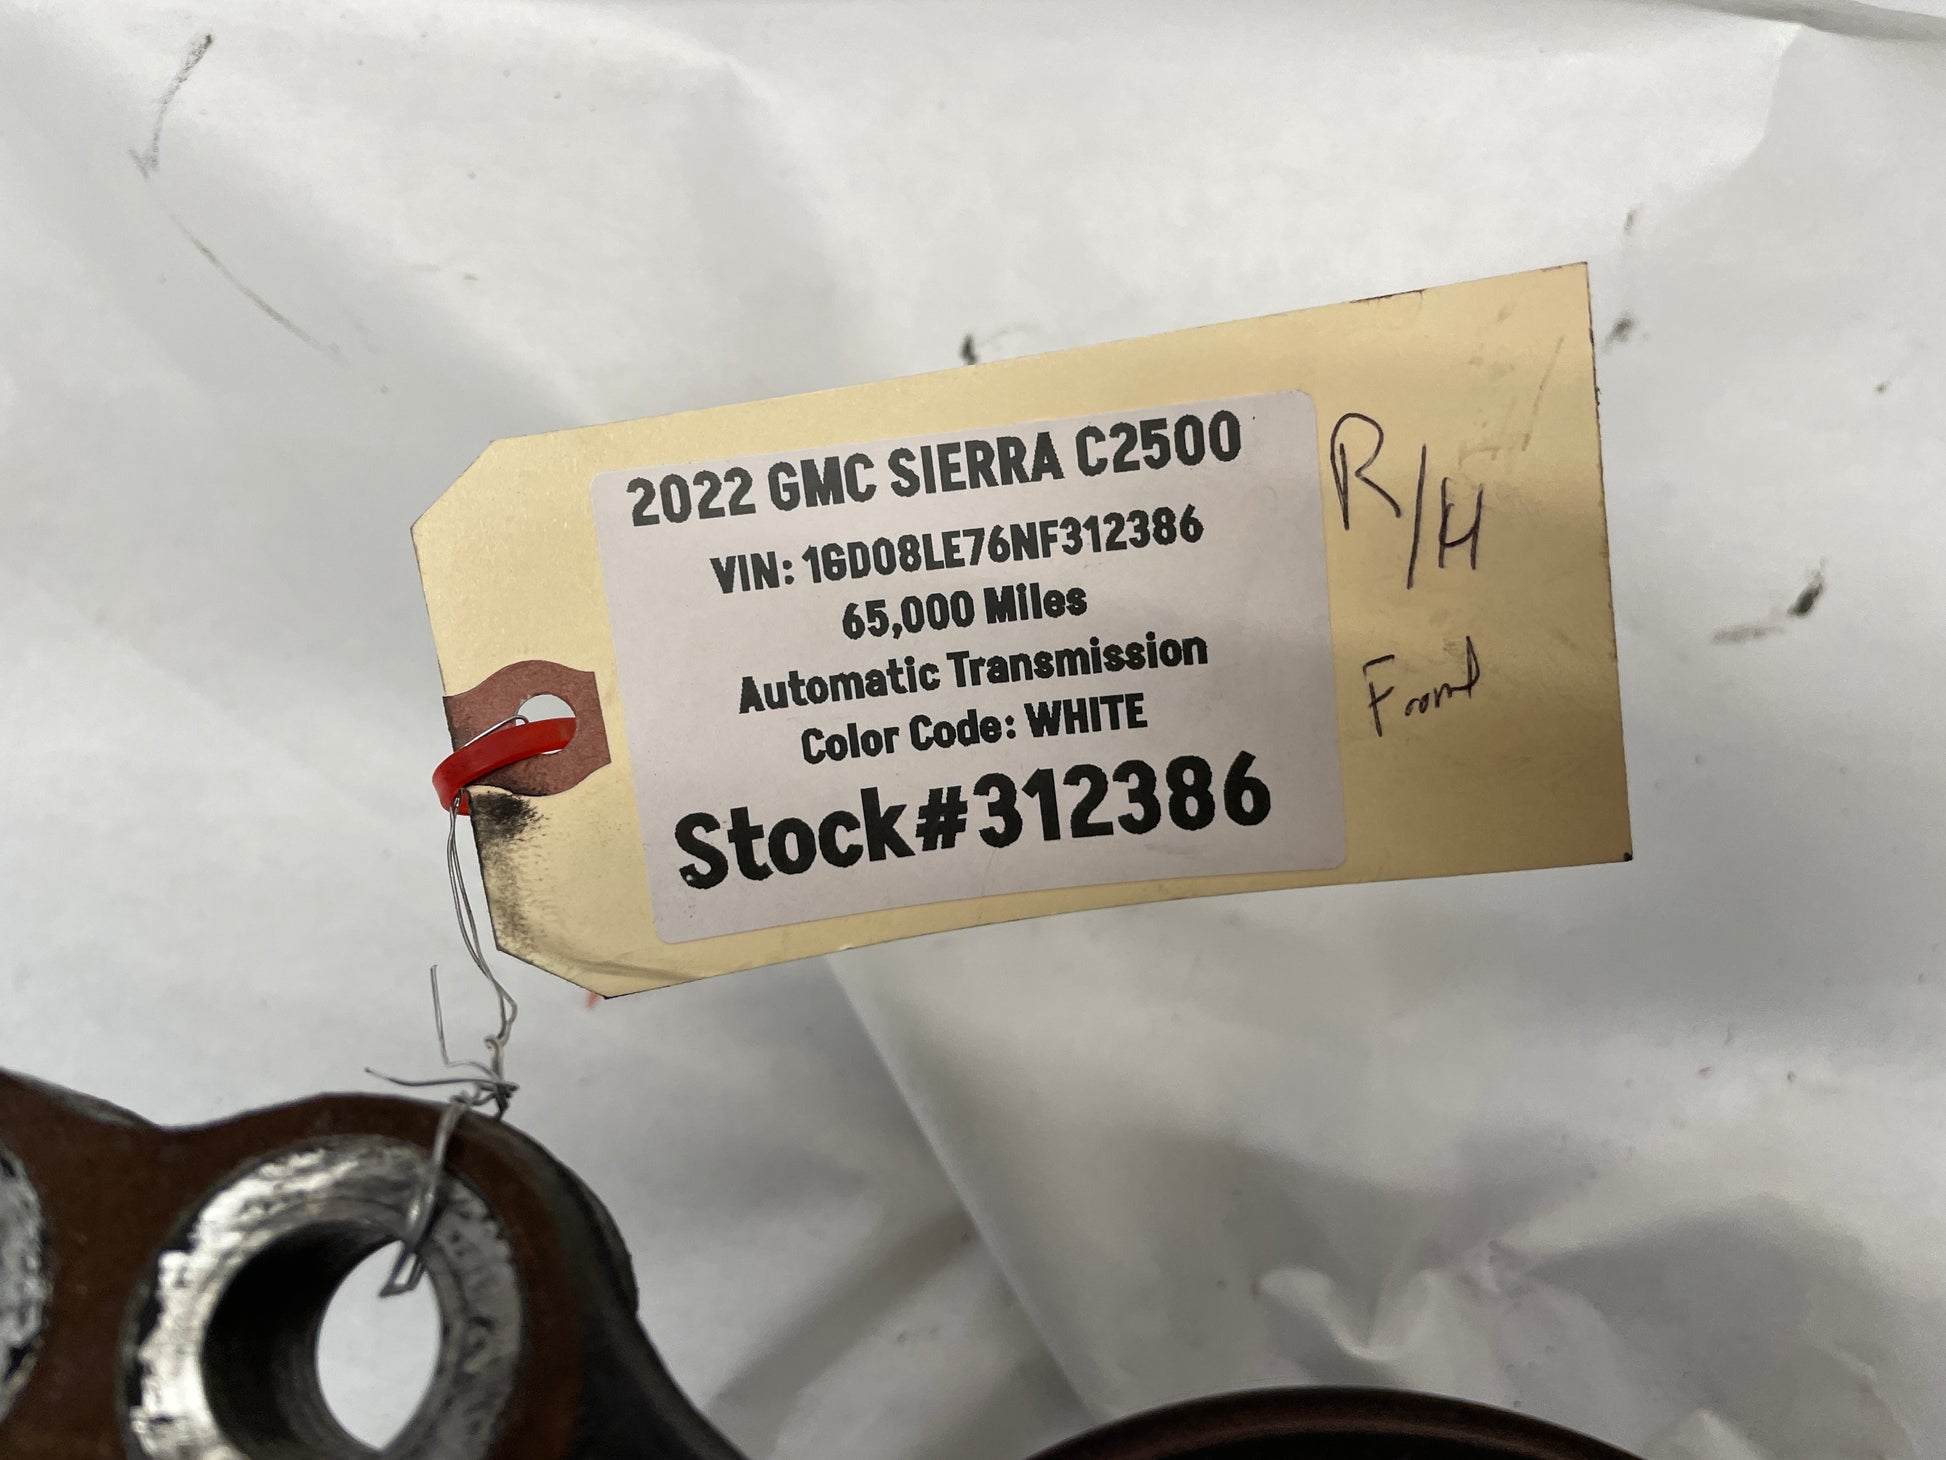 2022 GMC SIERRA C2500
VIN: 1GD08LE76NF312386
65,000 Miles
Automatic Transmission
Color Code: WHITE
Stock#312386
R/H
Front